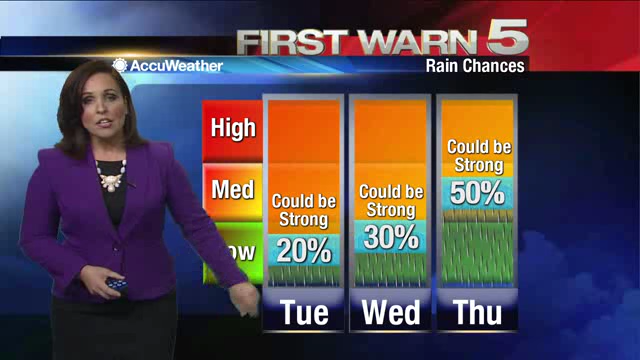 FIRST WARN 5
AccuWeather
Rain Chances
High
Med
ow
Could be
Strong
20%
Could be
Strong
30%
Could be
Strong
50%
Tue
Wed
Thu